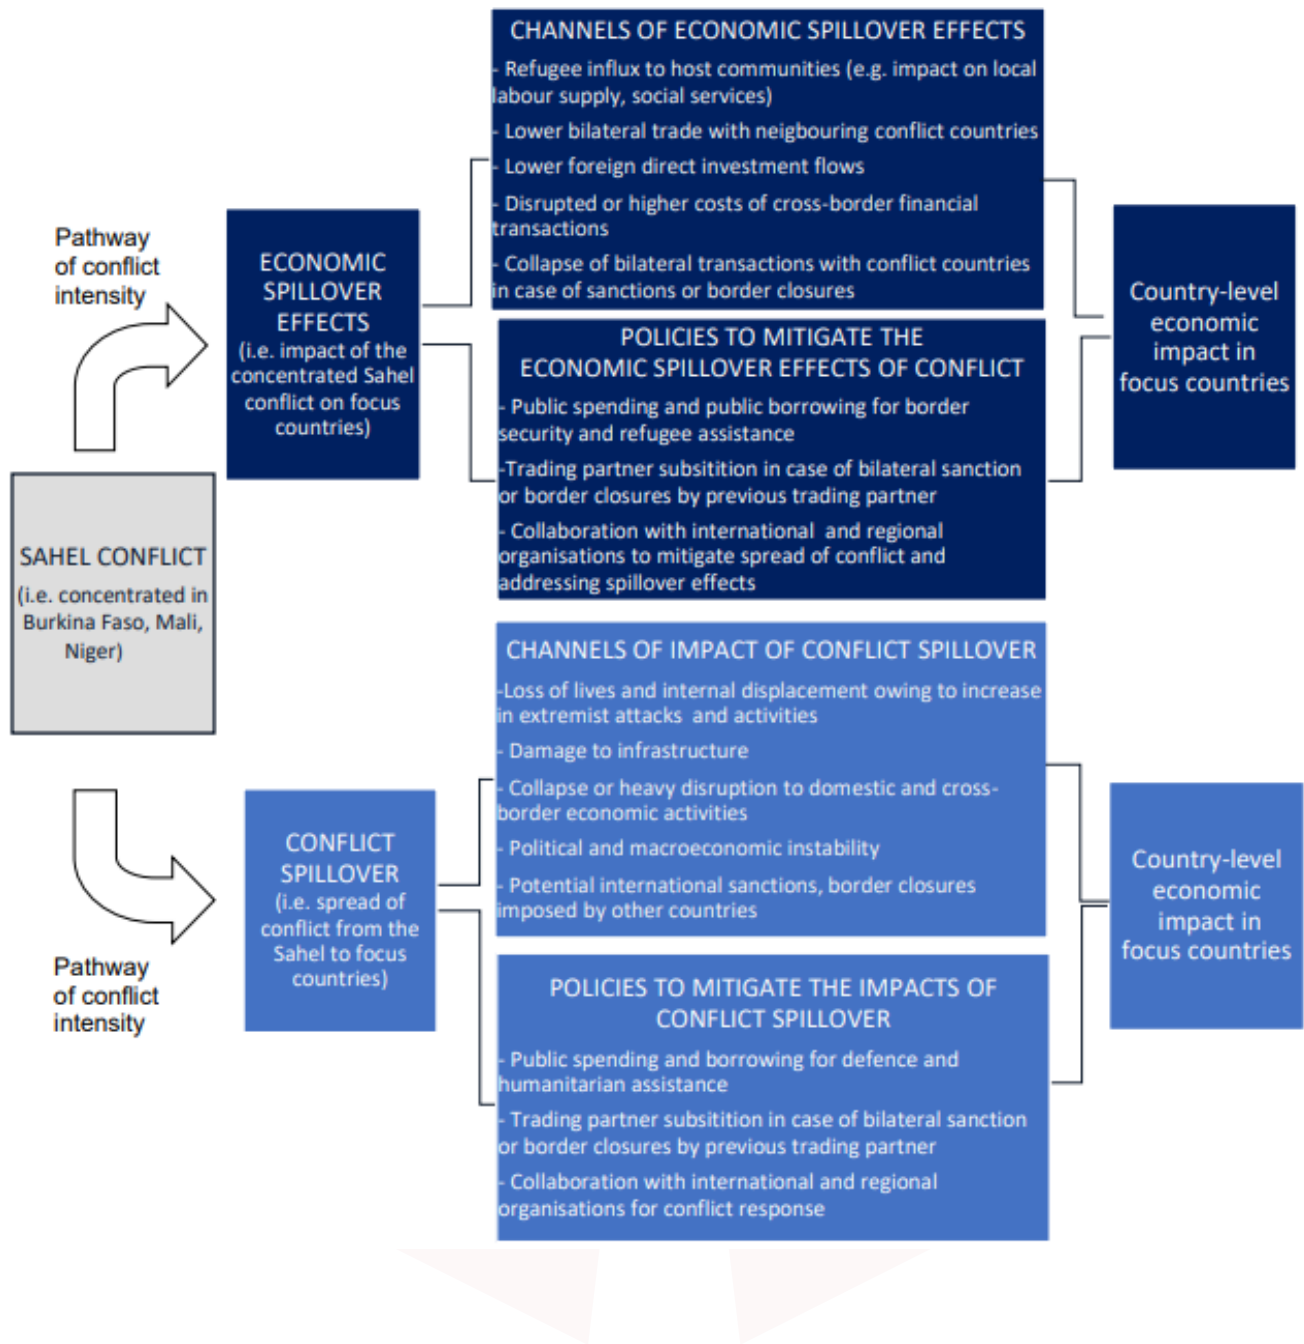 CHANNELS OF ECONOMIC SPILLOVER EFFECTS
- Refugee influx to host communities (e.g. impact on local
labour supply, social services)
- Lower bilateral trade with neigbouring conflict countries
- Lower foreign direct investment flows
- Disrupted or higher costs of cross-border financial
transactions
- Collapse of bilateral transactions with conflict countries
in case of sanctions or border closures
Pathway
of conflict
intensity
ECONOMIC
SPILLOVER
EFFECTS
(i.e. impact of the
concentrated Sahel
conflict on focus
countries)
Country-level
economic
impact in
focus countries
POLICIES TO MITIGATE THE
ECONOMIC SPILLOVER EFFECTS OF CONFLICT
- Public spending and public borrowing for border
security and refugee assistance
-Trading partner subsitition in case of bilateral sanction
or border closures by previous trading partner
- Collaboration with international and regional
organisations to mitigate spread of conflict and
addressing spillover effects
SAHEL CONFLICT
(i.e. concentrated in
Burkina Faso, Mali,
Niger)
CHANNELS OF IMPACT OF CONFLICT SPILLOVER
-Loss of lives and internal displacement owing to increase
in extremist attacks and activities
- Damage to infrastructure
- Collapse or heavy disruption to domestic and cross-
border economic activities
- Political and macroeconomic instability
- Potential international sanctions, border closures
imposed by other countries
CONFLICT
SPILLOVER
(i.e. spread of
conflict from the
Sahel to focus
countries)
Pathway
of conflict
intensity
Country-level
economic
impact in
focus countries
POLICIES TO MITIGATE THE IMPACTS OF
CONFLICT SPILLOVER
- Public spending and borrowing for defence and
humanitarian assistance
- Trading partner subsitition in case of bilateral sanction
or border closures by previous trading partner
- Collaboration with international and regional
organisations for conflict response